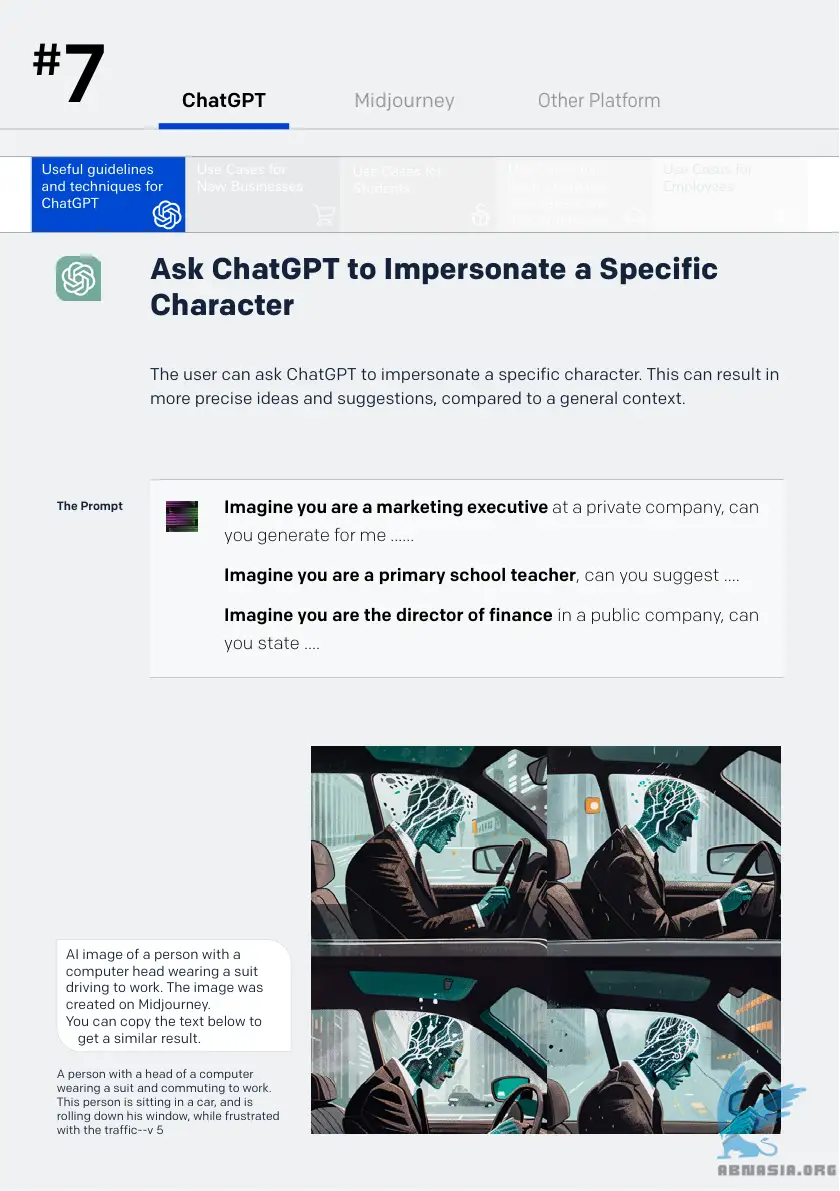 #7
ChatGPT
Midjourney
Other Platform
Useful guidelines
and techniques for
ChatGPT
Use Cases for
New Businesses
Use Cases for
Students
Use Cases for
Employees
Ask ChatGPT to Impersonate a Specific
Character
The user can ask ChatGPT to impersonate a specific character. This can result in
more precise ideas and suggestions, compared to a general context.
The Prompt
Imagine you are a marketing executive at a private company, can
you generate for me ......
Imagine you are a primary school teacher, can you suggest ....
Imagine you are the director of finance in a public company, can
you state ....
AI image of a person with a
computer head wearing a suit
driving to work. The image was
created on Midjourney.
You can copy the text below to
get a similar result.
A person with a head of a computer
wearing a suit and commuting to work.
This person is sitting in a car, and is
rolling down his window, while frustrated
with the traffic--v 5
ABNASIA.ORG